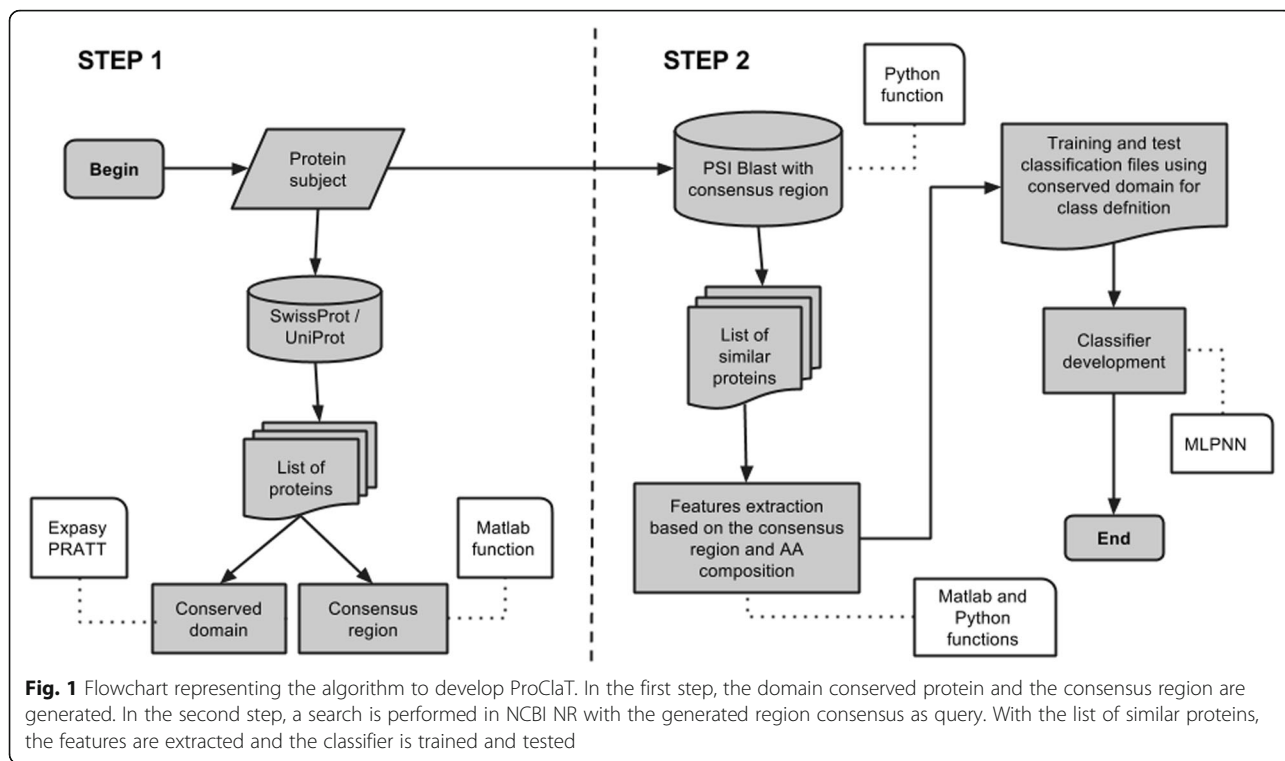 STEP 1
Begin
Protein
subject
SwissProt /
UniProt
List of
proteins
Expasy
PRATT
Matlab
function
Conserved
domain
Consensus
region
STEP 2
Python
function
PSI Blast with
consensus region
List of
similar
proteins
Features extraction
based on the consensus
region and AA
composition
Matlab and
Python
functions
Training and test
classification files using
conserved domain for
class defnition
Classifier
development
MLPNN
End
Fig. 1 Flowchart representing the algorithm to develop ProClaT. In the first step, the domain conserved protein and the consensus region are
generated. In the second step, a search is performed in NCBI NR with the generated region consensus as query. With the list of similar proteins,
the features are extracted and the classifier is trained and tested